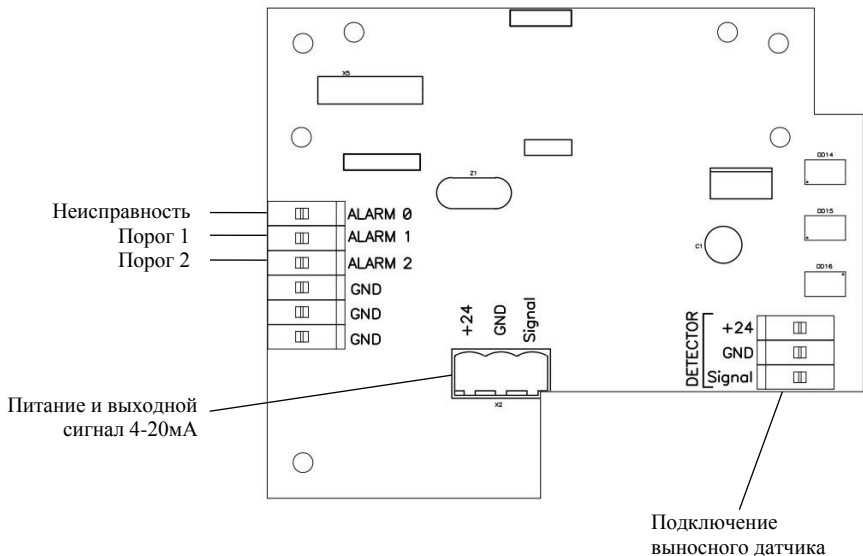 X5
Z1
DD14
DD15
DD16
C1
Неисправность
Порог 1
Порог 2
ALARM 0
ALARM 1
ALARM 2
GND
GND
GND
+24
GND
Signal
X2
DETECTOR
+24
GND
Signal
Питание и выходной
сигнал 4-20мА
Подключение
выносного датчика